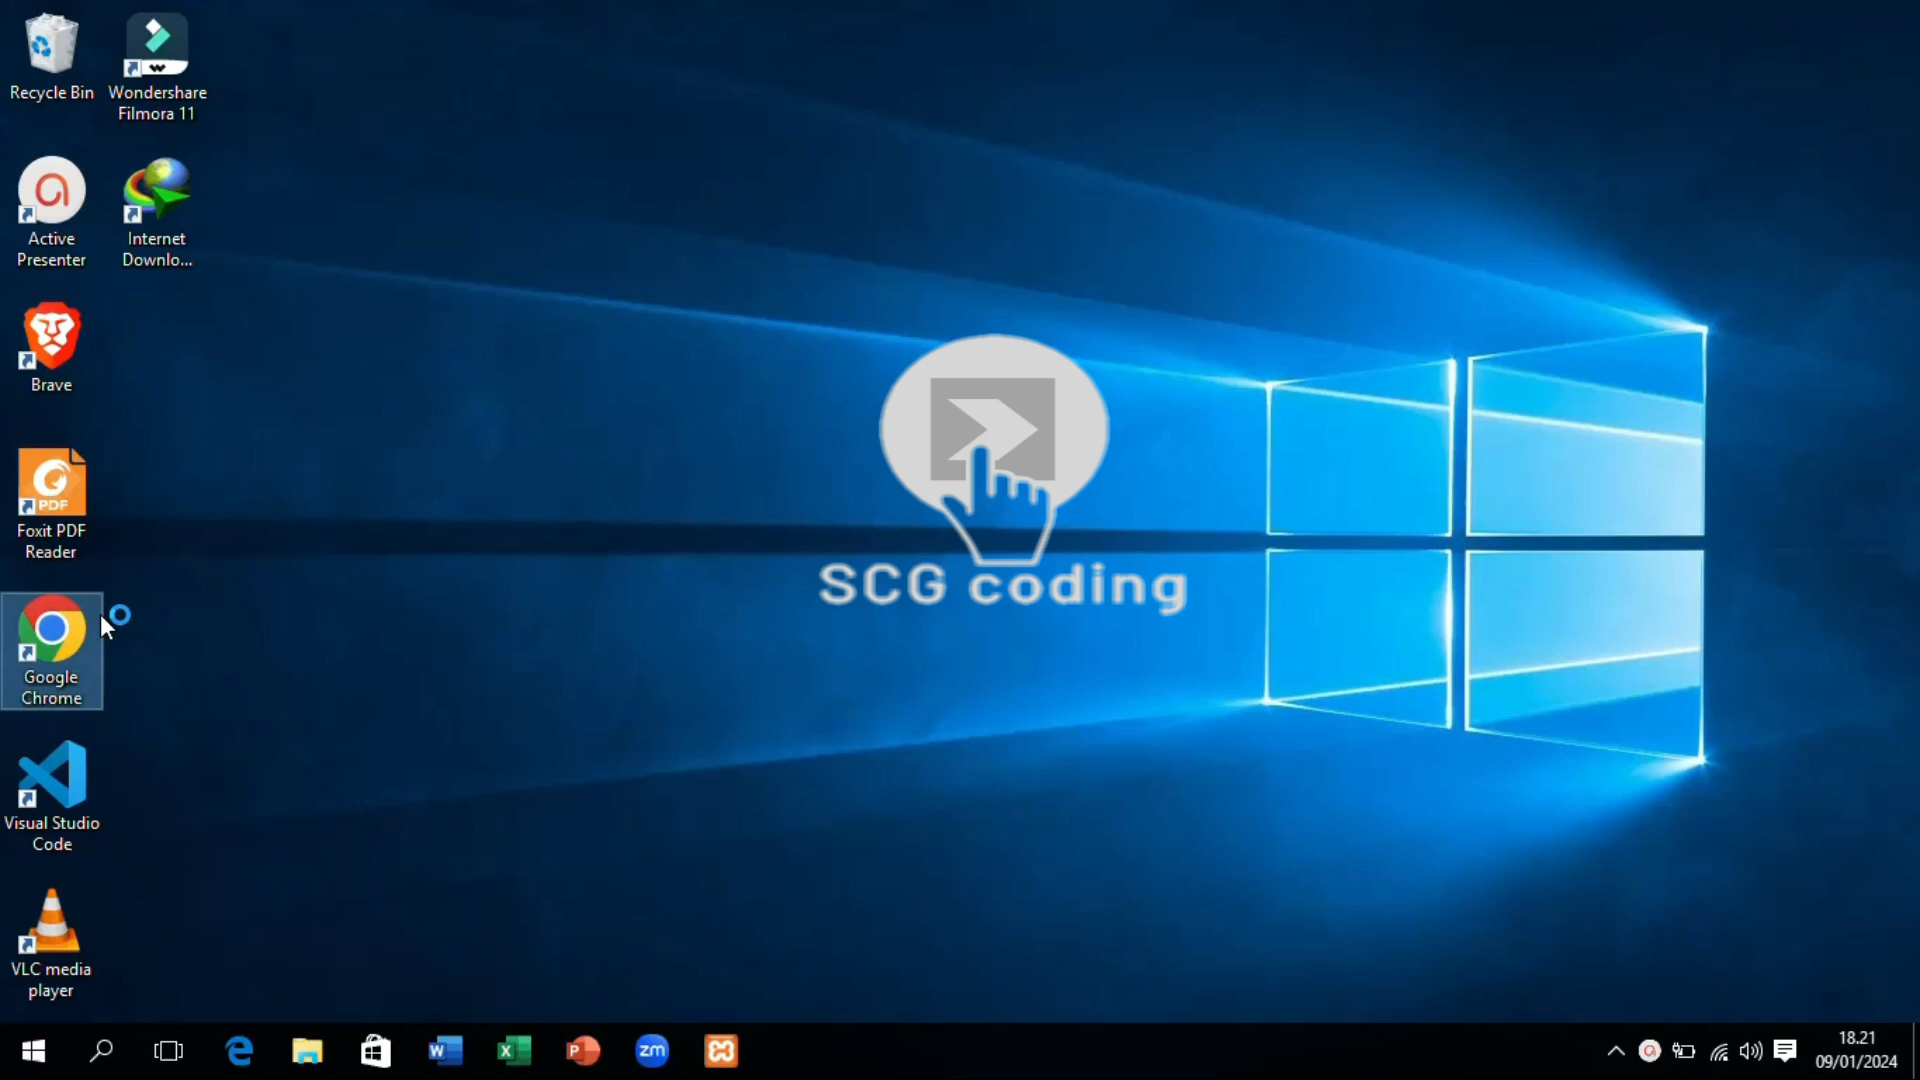 Recycle Bin
Wondershare
Filmora 11
Active
Presenter
Internet
Downlo...
Brave
PDF
Foxit PDF
Reader
Google
Chrome
Visual Studio
Code
VLC media
player
SCG coding
W
X
P
zm
18.21
09/01/2024